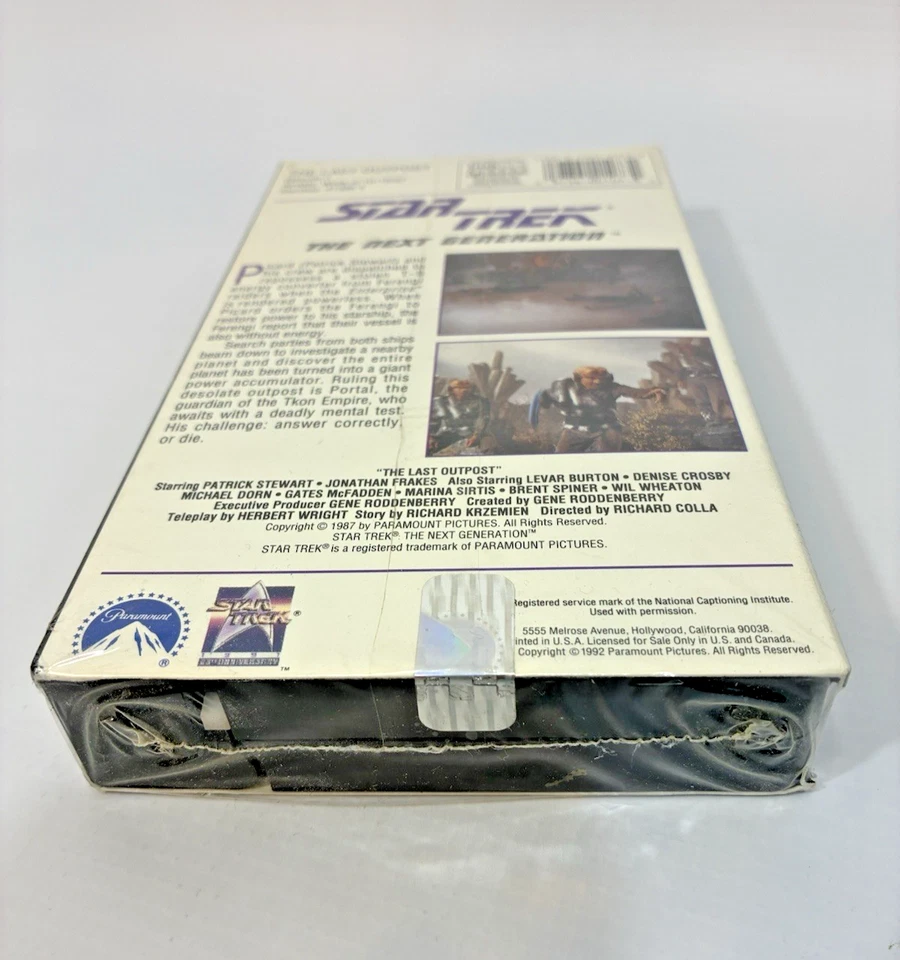 STAR TREK®
THE NEXT GENERATION™
Picard (Patrick Stewart) and
his crew are dispatched to
repossess a stolen T-9
energy converter from Ferengi
raiders when the Enterprise
is rendered powerless. When
Picard orders the Ferengi to
restore power to his starship, the
Ferengi report that their vessel is
also without energy.
Search parties from both ships
beam down to investigate a nearby
planet and discover the entire
planet has been turned into a giant
power accumulator. Ruling this
desolate outpost is Portal, the
guardian of the Tkon Empire, who
awaits with a deadly mental test.
His challenge: answer correctly,
or die.
"THE LAST OUTPOST"
Starring PATRICK STEWART • JONATHAN FRAKES Also Starring LEVAR BURTON • DENISE CROSBY
MICHAEL DORN • GATES McFADDEN • MARINA SIRTIS • BRENT SPINER • WIL WHEATON
Executive Producer GENE RODDENBERRY Created by GENE RODDENBERRY
Teleplay by HERBERT WRIGHT Story by RICHARD KRZEMIEN Directed by RICHARD COLLA
Copyright © 1987 by PARAMOUNT PICTURES. All Rights Reserved.
STAR TREK® THE NEXT GENERATION™
STAR TREK® is a registered trademark of PARAMOUNT PICTURES.
Paramount
®
STAR TREK®
™
Registered service mark of the National Captioning Institute.
Used with permission.
5555 Melrose Avenue, Hollywood, California 90038.
inted in U.S.A. Licensed for Sale Only in U.S. and Canada.
Copyright © 1992 Paramount Pictures. All Rights Reserved.